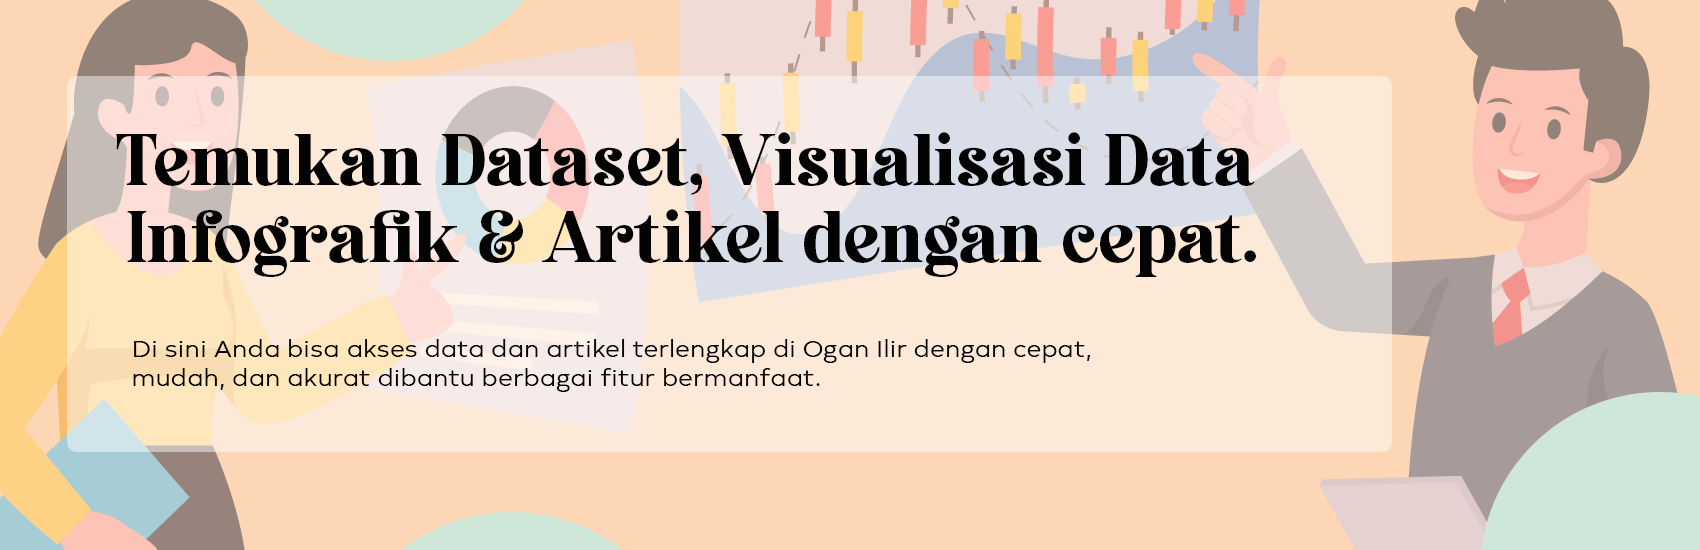 Temukan Dataset, Visualisasi Data
Infografik & Artikel dengan cepat.
Di sini Anda bisa akses data dan artikel terlengkap di Ogan Ilir dengan cepat,
mudah, dan akurat dibantu berbagai fitur bermanfaat.